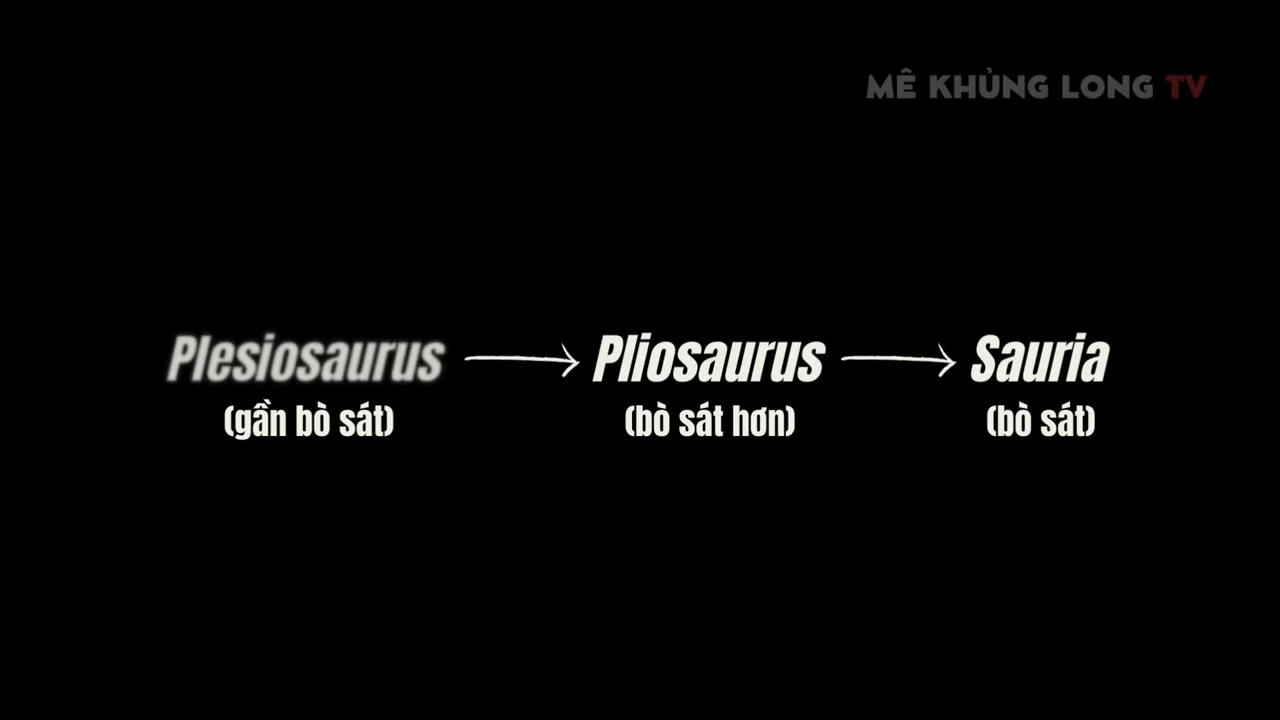 MÊ KHỦNG LONG TV
Plesiosaurus → Pliosaurus → Sauria
(gần bò sát) (bò sát hơn) (bò sát)